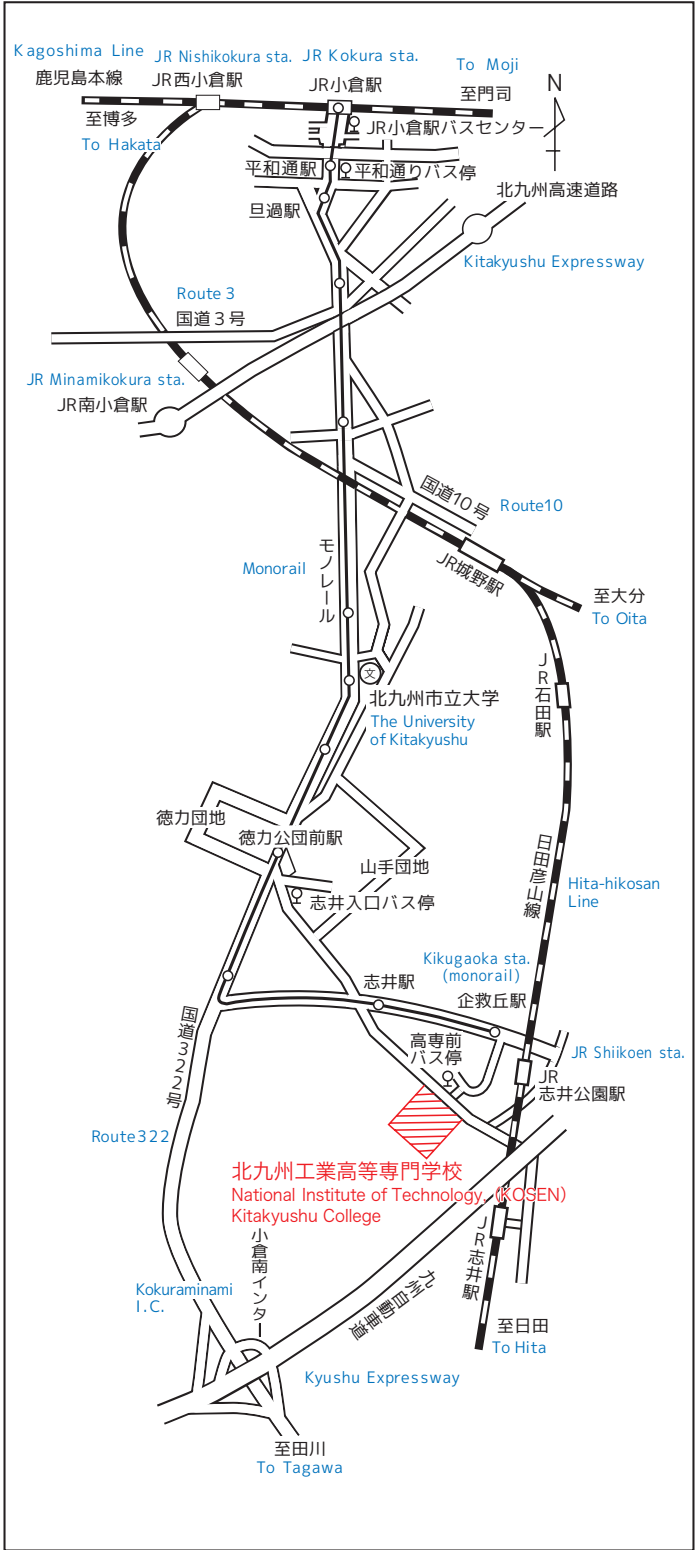 Kagoshima Line
鹿児島本線
JR Nishikokura sta.
JR西小倉駅
JR Kokura sta.
JR小倉駅
To Moji
至門司
N
至博多
To Hakata
JR小倉駅バスセンター
平和通駅
平和通りバス停
旦過駅
北九州高速道路
Kitakyushu Expressway
Route 3
国道3号
JR Minamikokura sta.
JR南小倉駅
国道10号
Route10
Monorail
モノレール
JR城野駅
至大分
To Oita
文
北九州市立大学
The University
of Kitakyushu
JR石田駅
徳力団地
徳力公団前駅
山手団地
志井入口バス停
日田彦山線
Hita-hikosan
Line
Kikugaoka sta.
(monorail)
企救丘駅
志井駅
国道322号
Route322
高専前
バス停
JR Shiikoen sta.
JR
志井公園駅
北九州工業高等専門学校
National Institute of Technology, (KOSEN)
Kitakyushu College
JR志井駅
小倉南インター
Kokuraminami
I.C.
九州自動車道
Kyushu Expressway
至日田
To Hita
至田川
To Tagawa